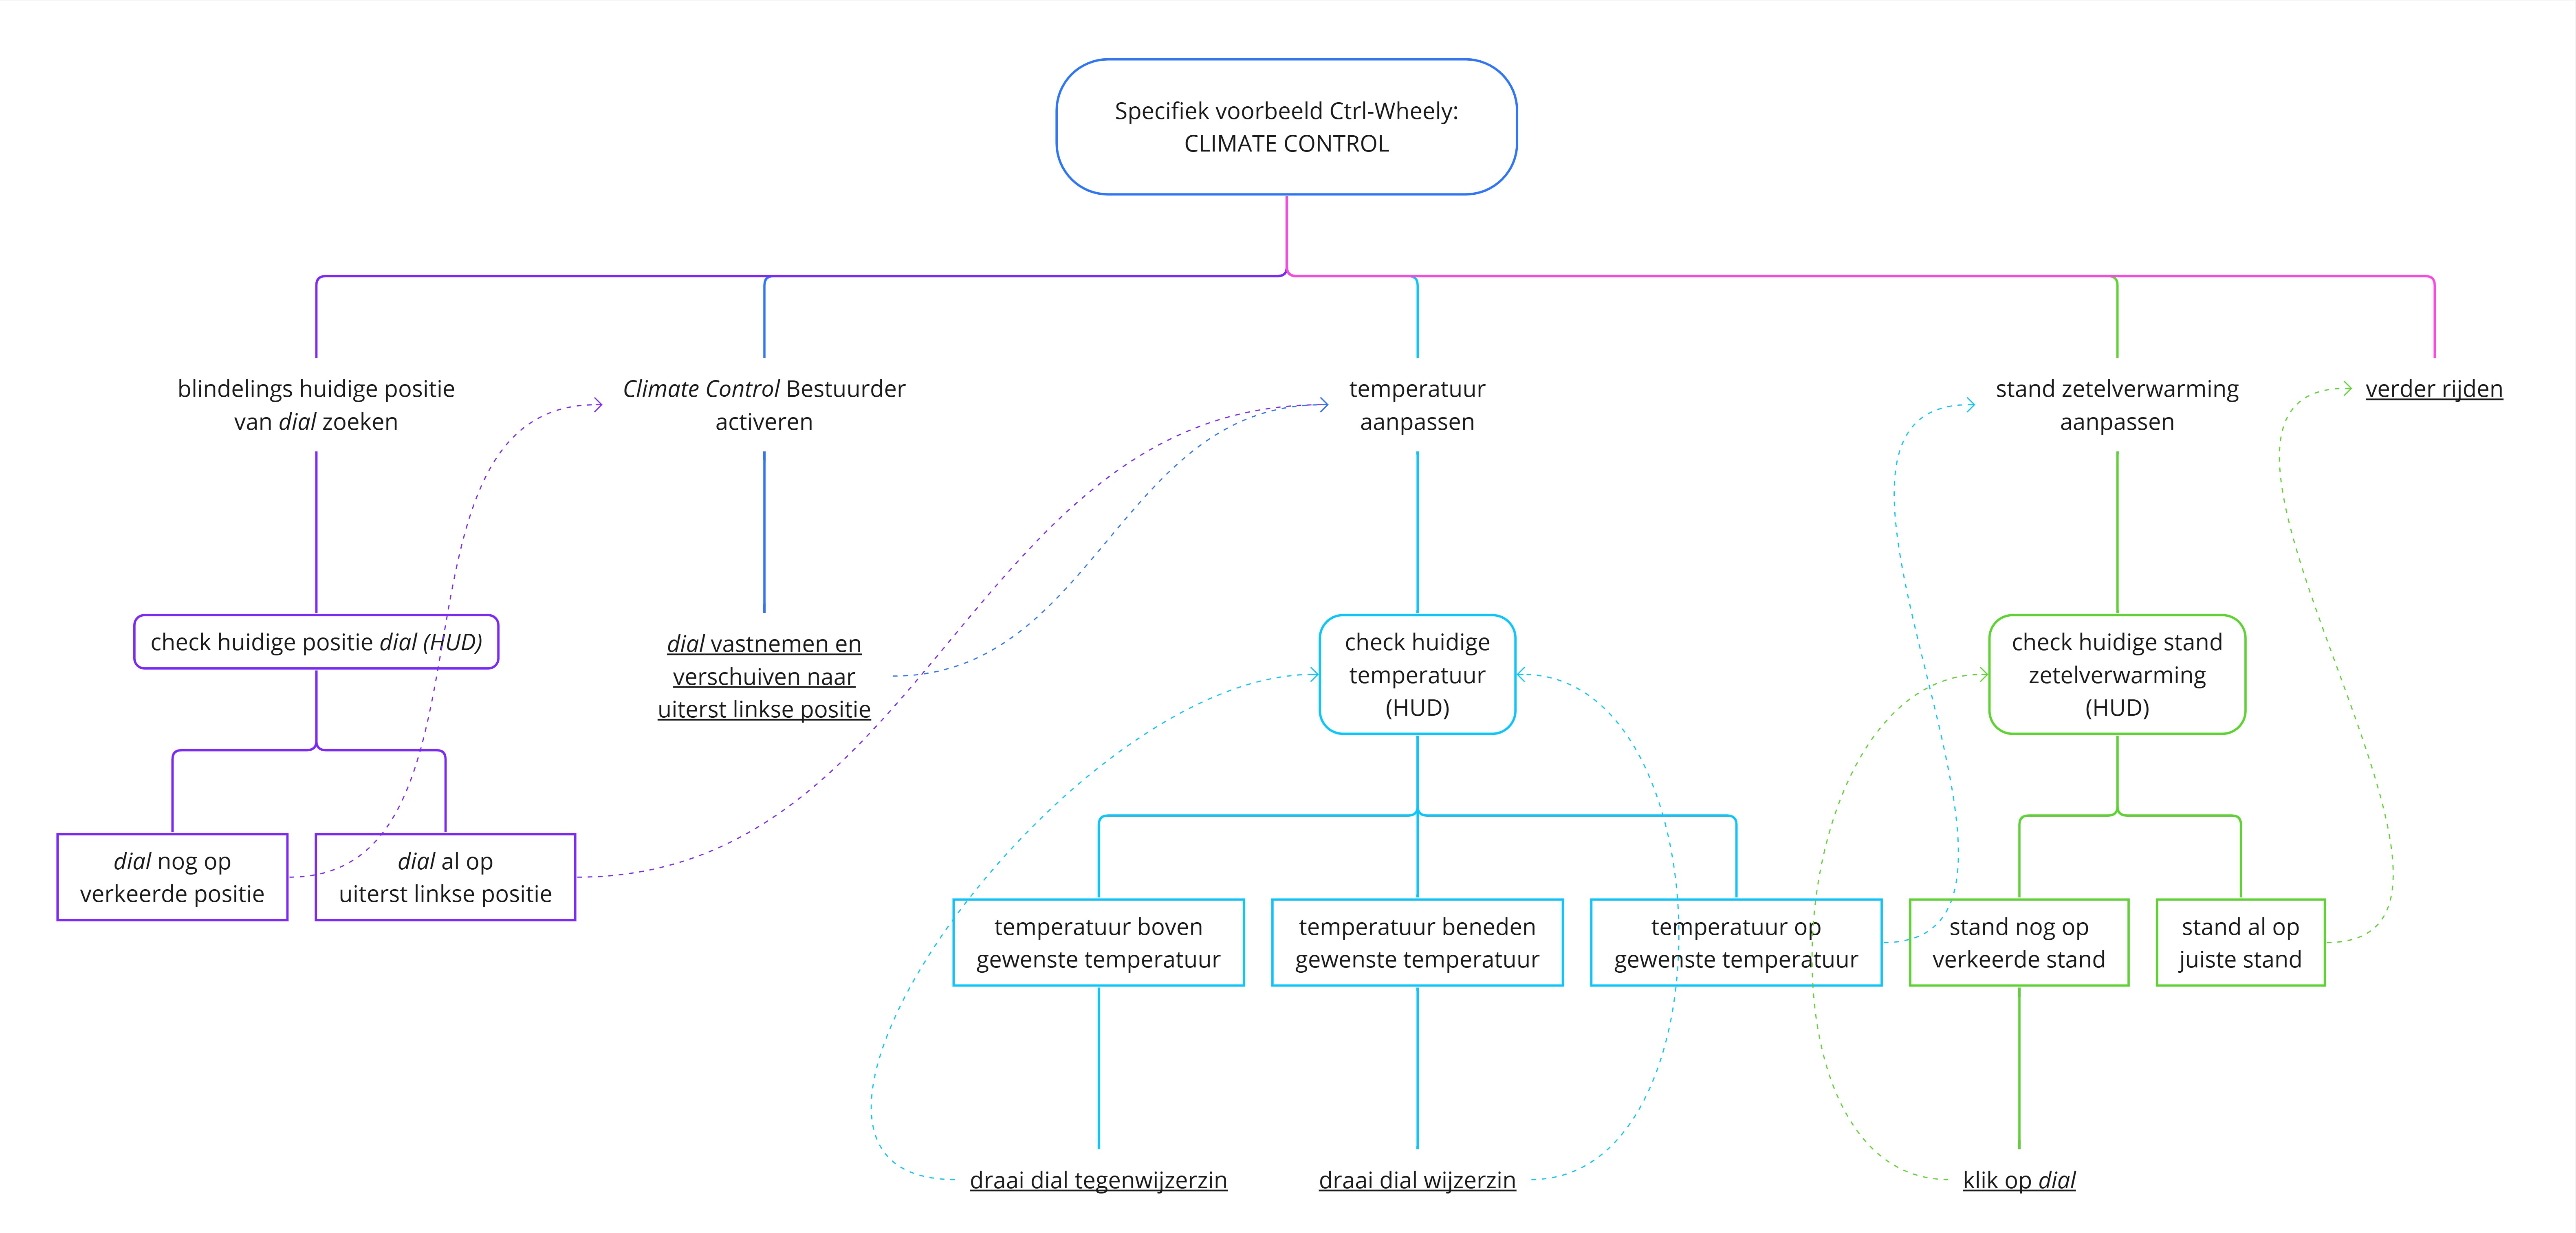 Specifiek voorbeeld Ctrl-Wheely:
CLIMATE CONTROL
blindelings huidige positie
van dial zoeken
Climate Control Bestuurder
activeren
temperatuur
aanpassen
stand zetelverwarming
aanpassen
verder rijden
check huidige positie dial (HUD)
dial vastnemen en
verschuiven naar
uiterst linkse positie
check huidige
temperatuur
(HUD)
check huidige stand
zetelverwarming
(HUD)
dial nog op
verkeerde positie
dial al op
uiterst linkse positie
temperatuur boven
gewenste temperatuur
temperatuur beneden
gewenste temperatuur
temperatuur op
gewenste temperatuur
stand nog op
verkeerde stand
stand al op
juiste stand
draai dial tegenwijzerzin
draai dial wijzerzin
klik op dial